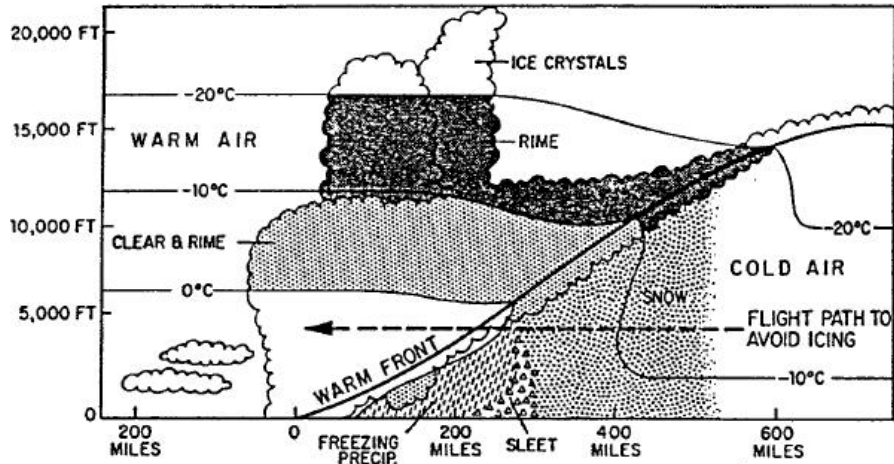 20,000 FT
ICE CRYSTALS
-20°C
15,000 FT
WARM AIR
RIME
-10°C
10,000 FT
-20°C
CLEAR & RIME
COLD AIR
0°C
SNOW
5,000 FT
FLIGHT PATH TO
AVOID ICING
WARM FRONT
-10°C
0
200
MILES
0
FREEZING
PRECIP.
200
MILES
SLEET
400
MILES
600
MILES